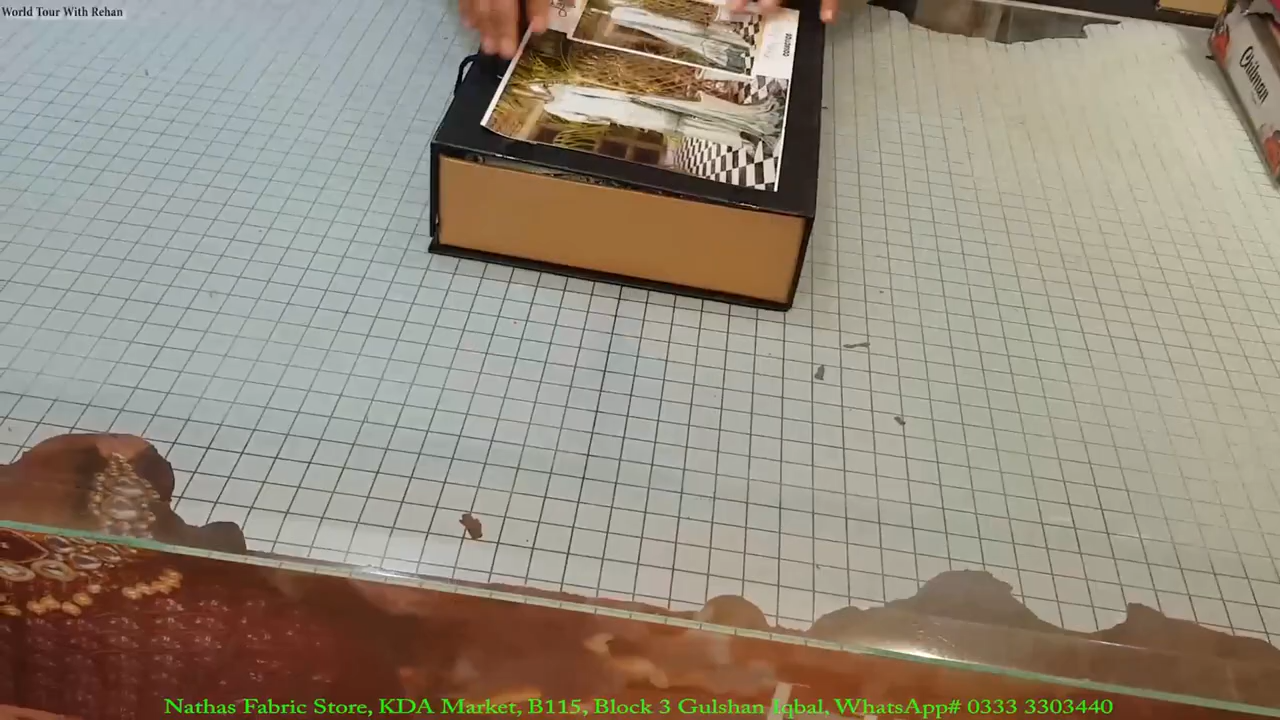 World Tour With Rehan
Nathas Fabric Store, KDA Market, B115, Block 3 Gulshan Iqbal, WhatsApp# 0333 3303440